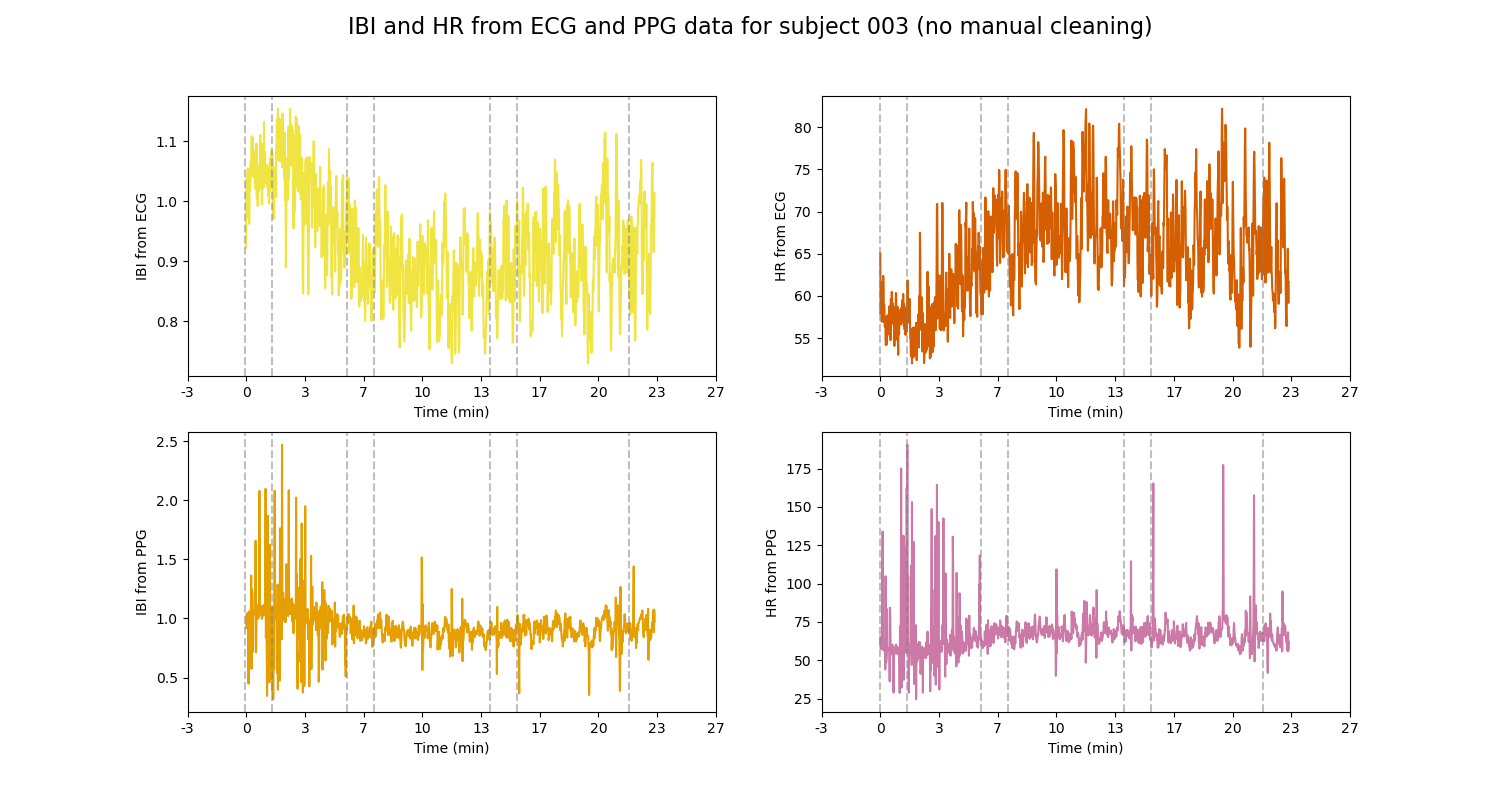 IBI and HR from ECG and PPG data for subject 003 (no manual cleaning)
IBI from ECG
1.1
1.0
0.9
0.8
-3 0 3 7 10 13 17 20 23 27
Time (min)
HR from ECG
80
75
70
65
60
55
-3 0 3 7 10 13 17 20 23 27
Time (min)
IBI from PPG
2.5
2.0
1.5
1.0
0.5
-3 0 3 7 10 13 17 20 23 27
Time (min)
HR from PPG
175
150
125
100
75
50
25
-3 0 3 7 10 13 17 20 23 27
Time (min)